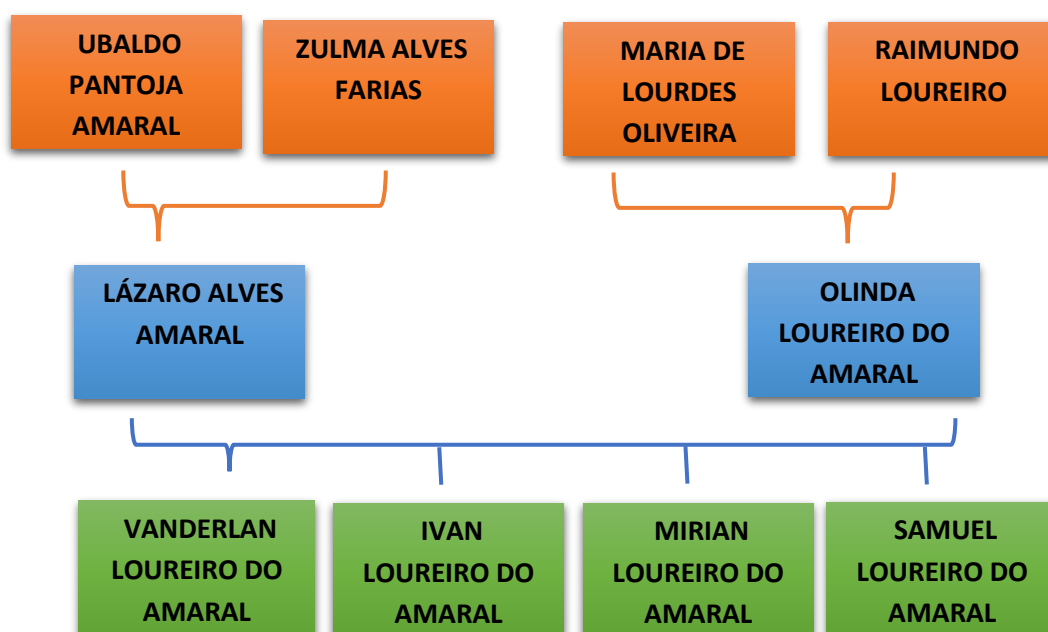 UBALDO
PANTOJA
AMARAL
ZULMA ALVES
FARIAS
MARIA DE
LOURDES
OLIVEIRA
RAIMUNDO
LOUREIRO
LÁZARO ALVES
AMARAL
OLINDA
LOUREIRO DO
AMARAL
VANDERLAN
LOUREIRO DO
AMARAL
IVAN
LOUREIRO DO
AMARAL
MIRIAN
LOUREIRO DO
AMARAL
SAMUEL
LOUREIRO DO
AMARAL